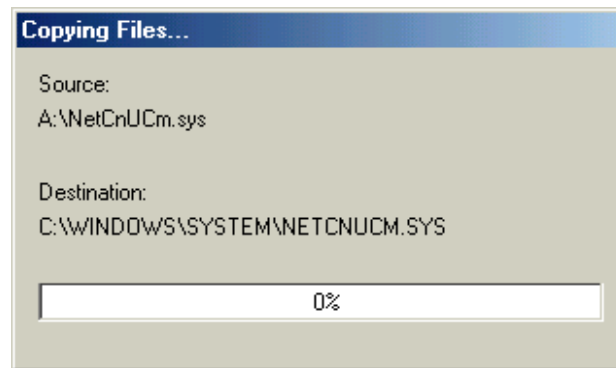 Copying Files...
Source:
A:\NetCnUCm.sys
Destination:
C:\WINDOWS\SYSTEM\NETCNUCM.SYS
0%